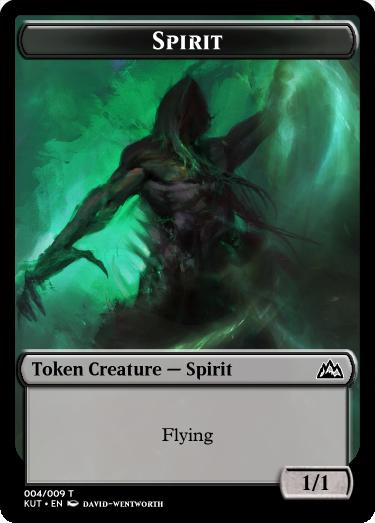 Spirit
Token Creature — Spirit
Flying
1/1
004/009 T
KUT • EN DAVID-WENTWORTH